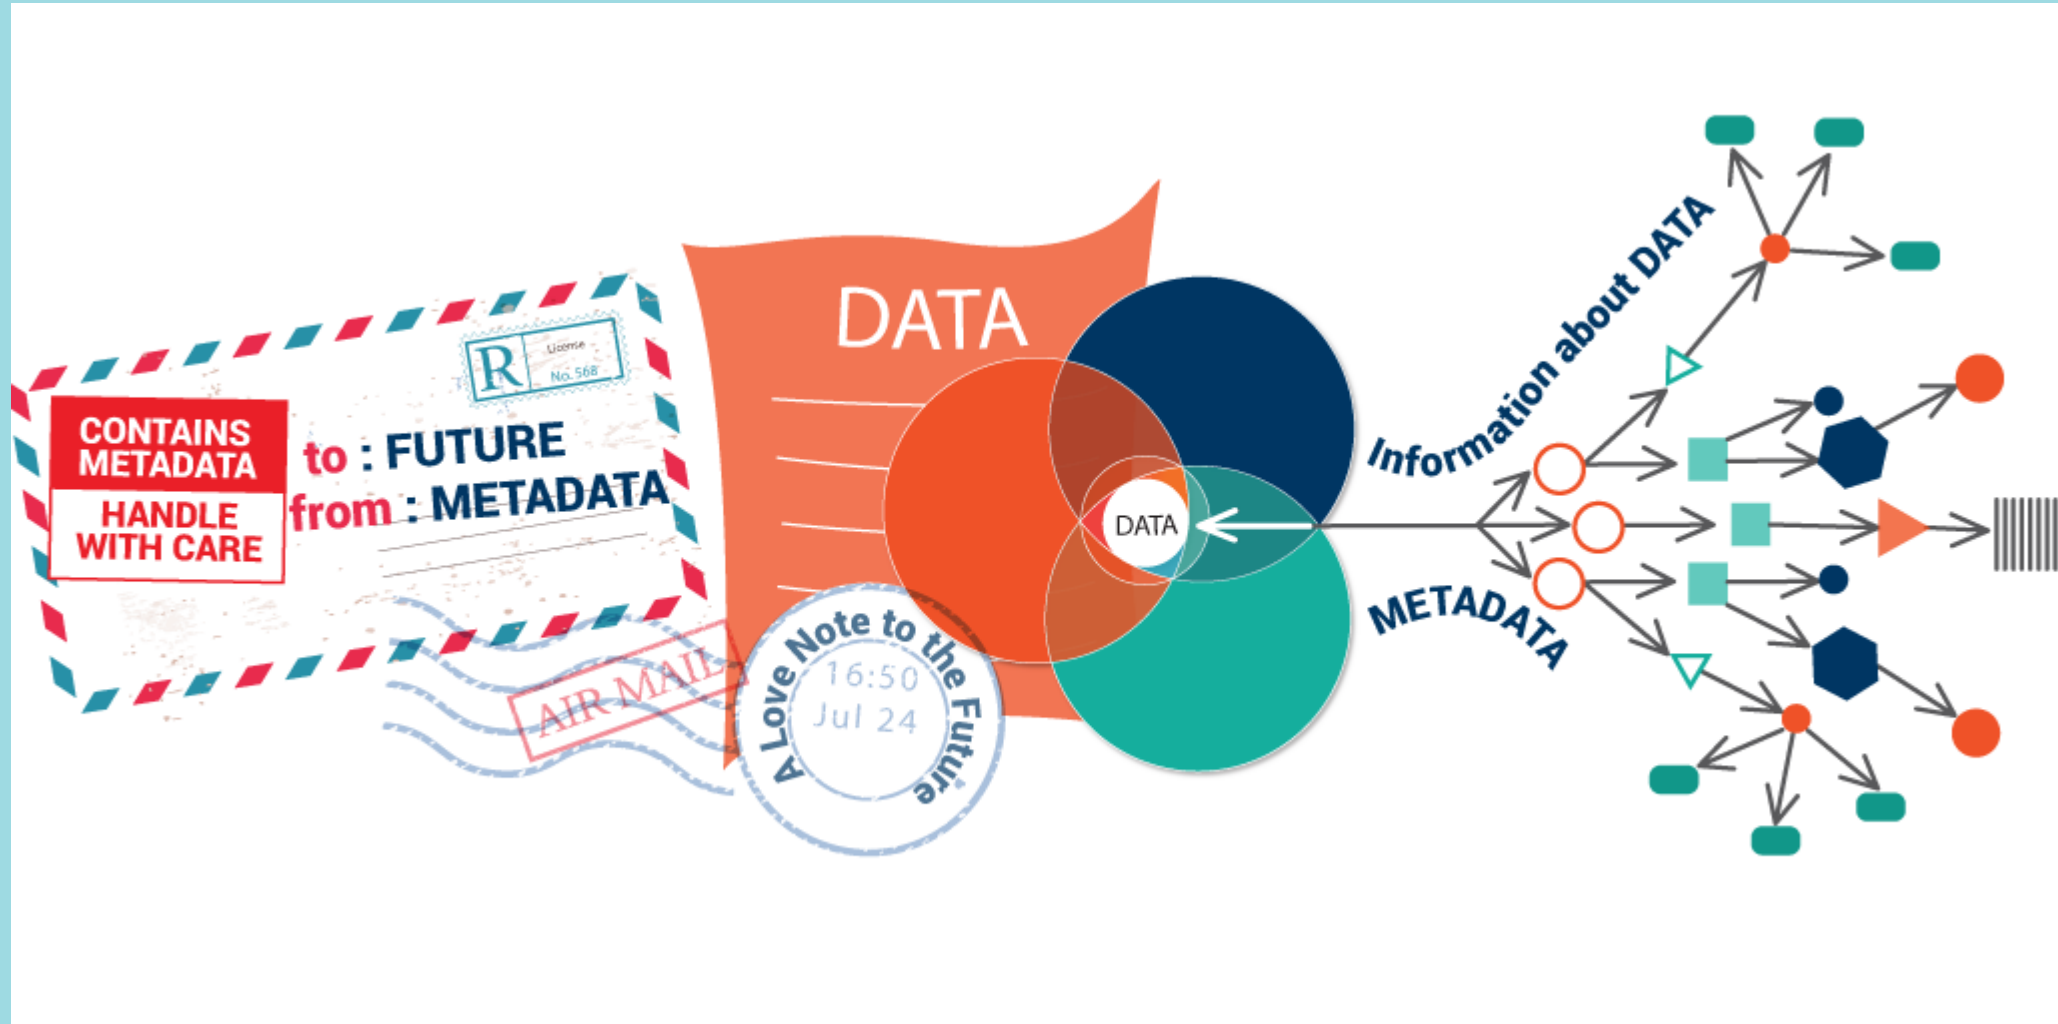 CONTAINS
METADATA
HANDLE
WITH CARE
to : FUTURE
from : METADATA
R
License
No. 568
AIR MAIL
DATA
A Love Note to the Future
16:50
Jul 24
DATA
Information about DATA
METADATA